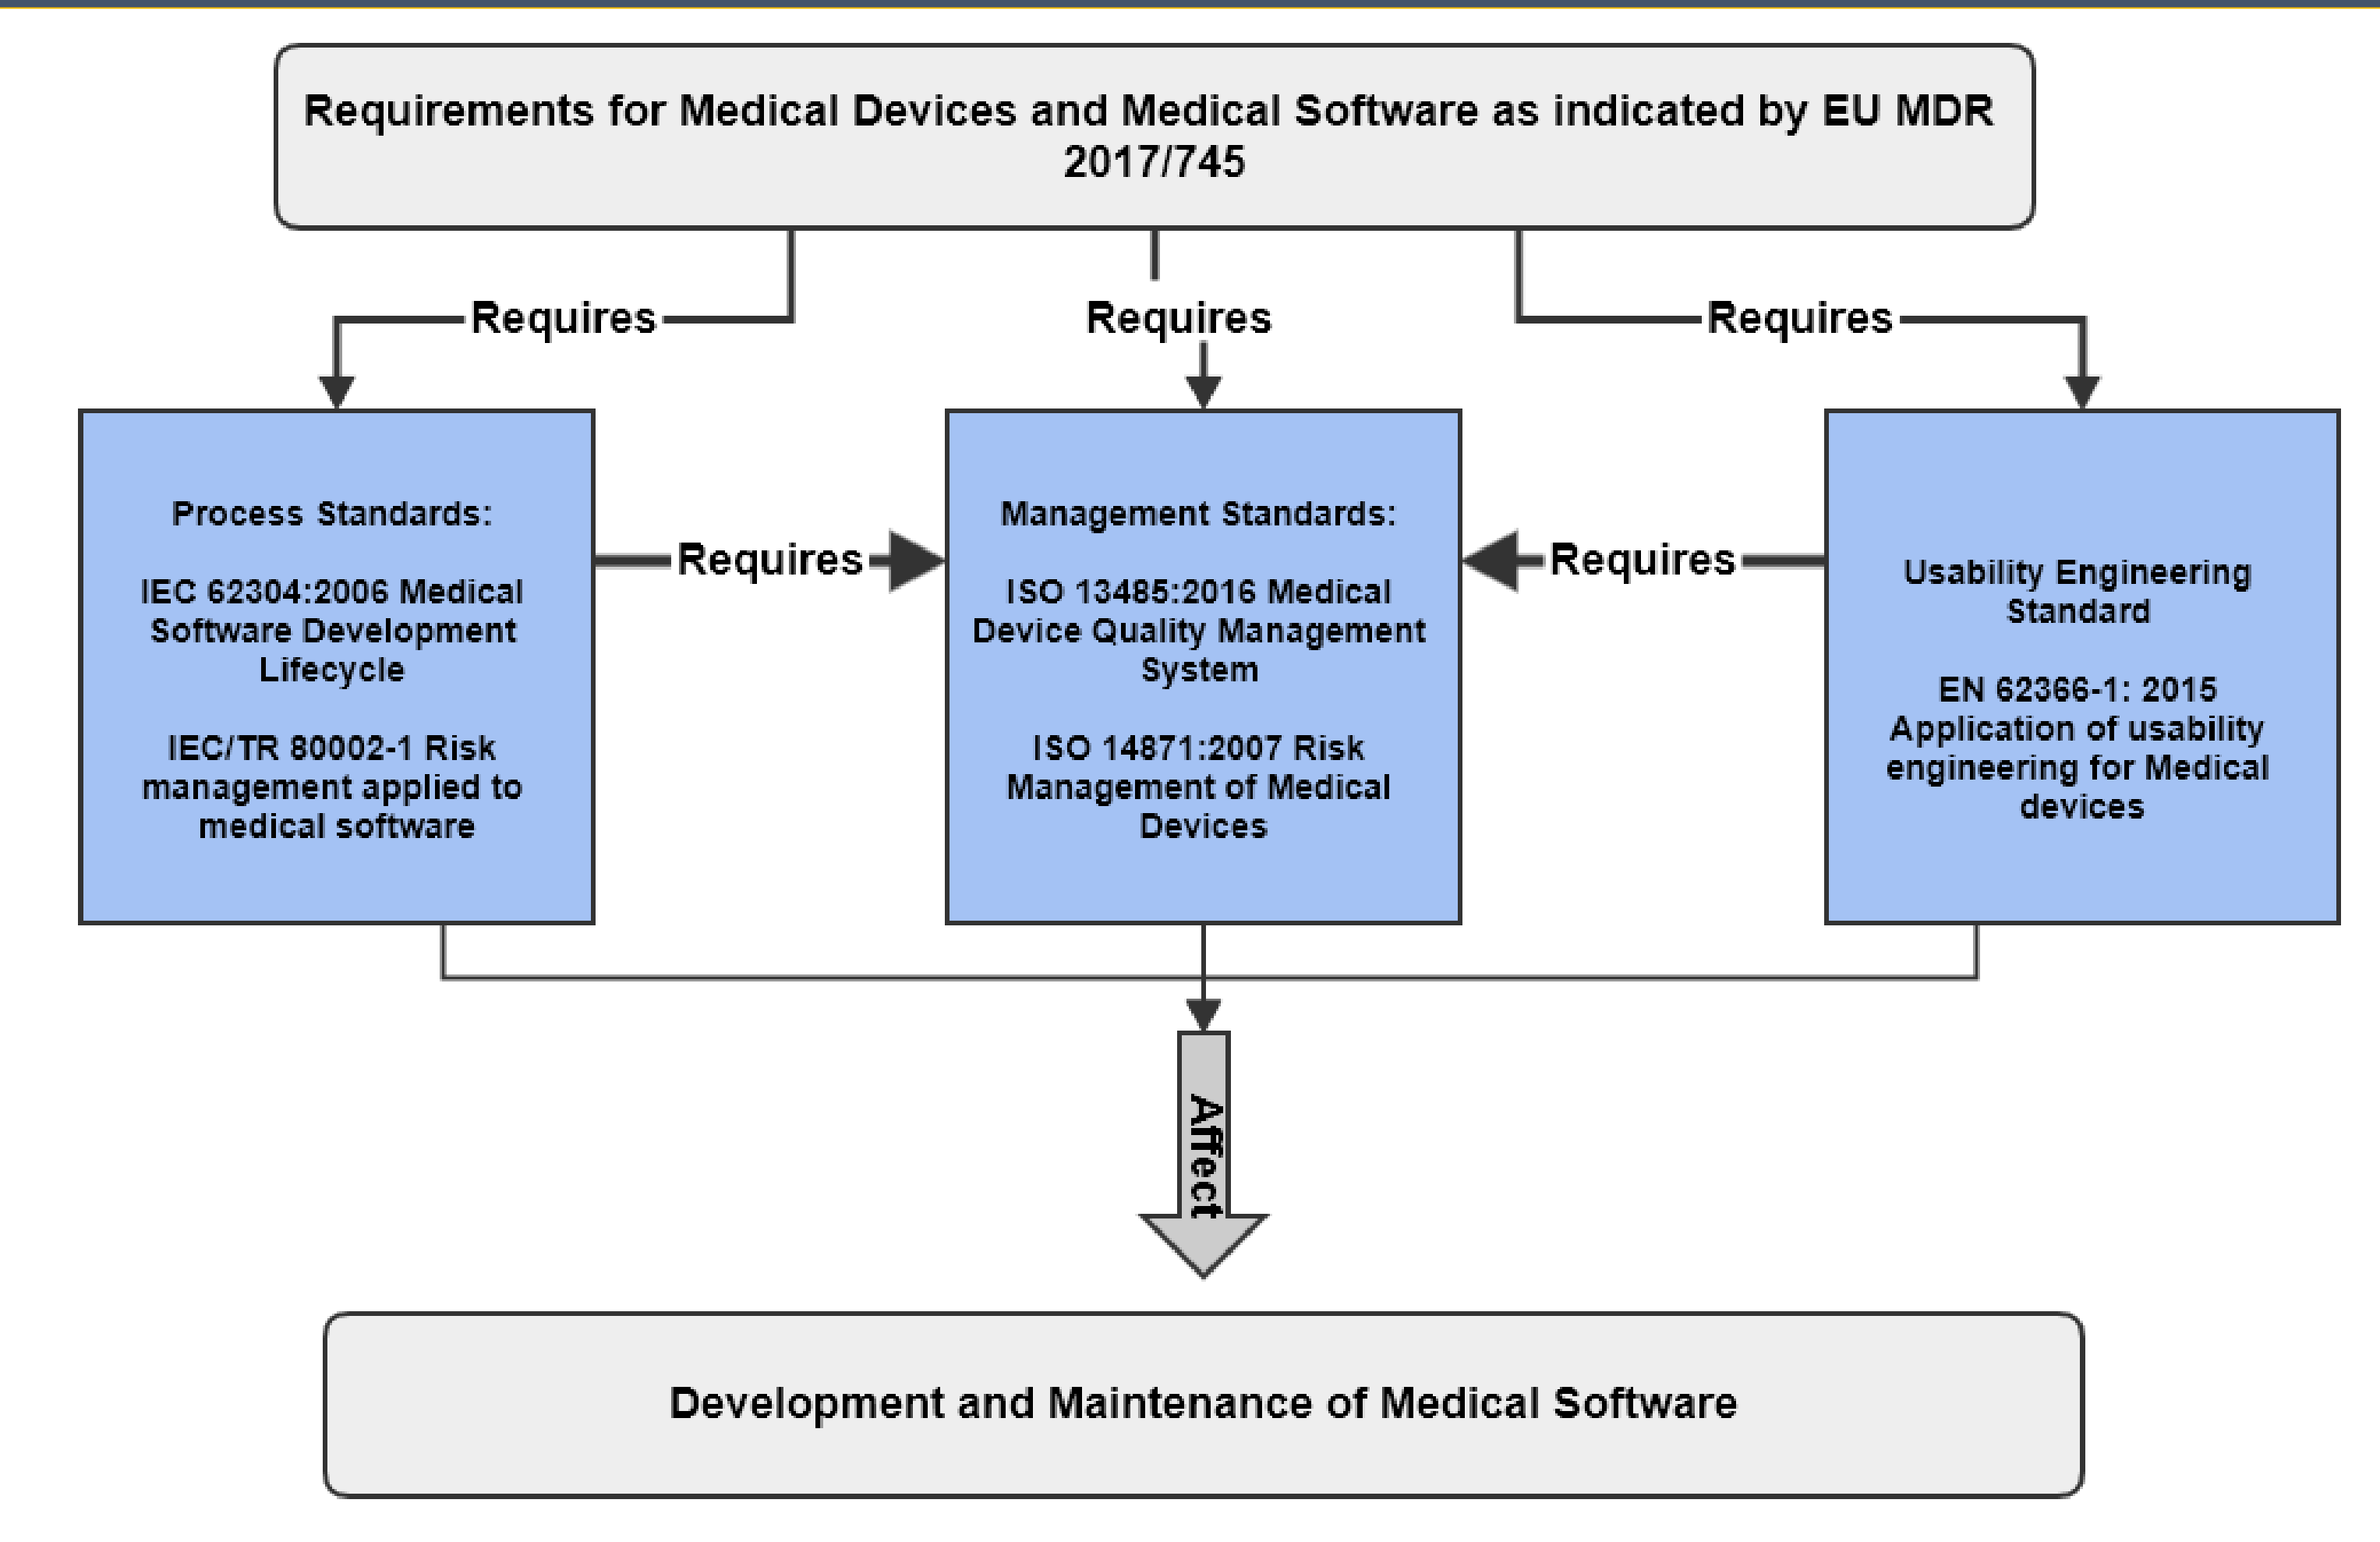 Requirements for Medical Devices and Medical Software as indicated by EU MDR
2017/745
Requires
Requires
Requires
Process Standards:
IEC 62304:2006 Medical
Software Development
Lifecycle
IEC/TR 80002-1 Risk
management applied to
medical software
Requires
Management Standards:
ISO 13485:2016 Medical
Device Quality Management
System
ISO 14871:2007 Risk
Management of Medical
Devices
Requires
Usability Engineering
Standard
EN 62366-1: 2015
Application of usability
engineering for Medical
devices
Affect
Development and Maintenance of Medical Software